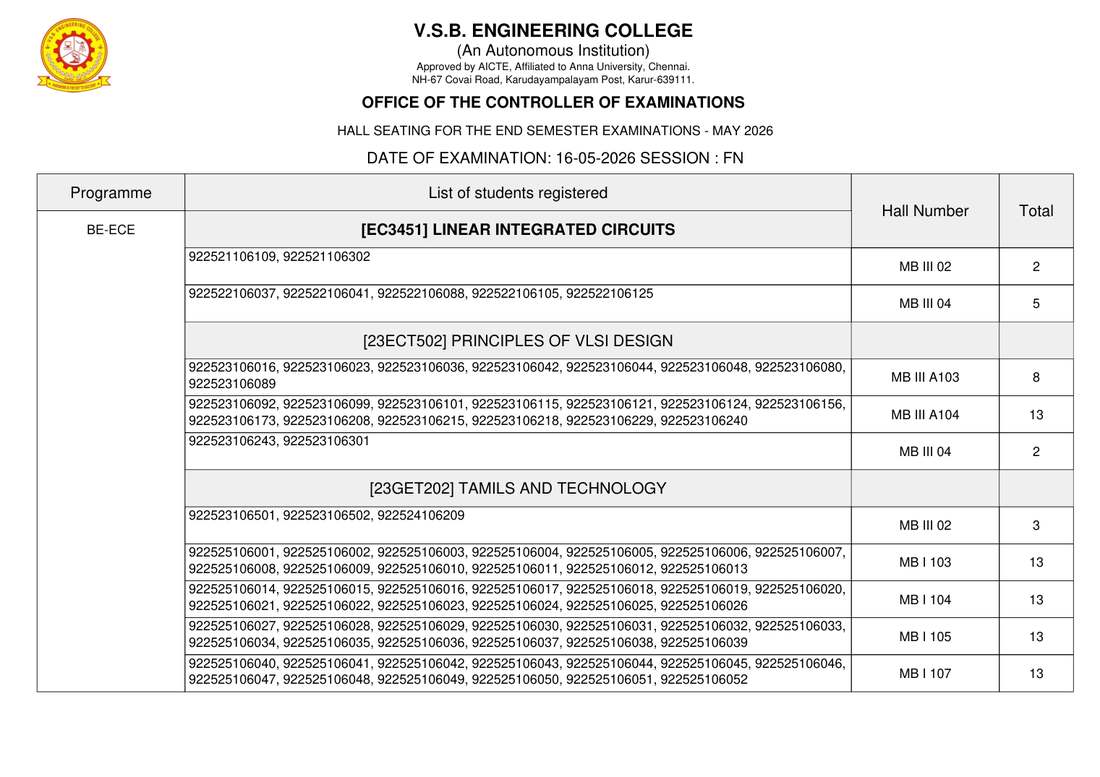 V.S.B. ENGINEERING COLLEGE
(An Autonomous Institution)
Approved by AICTE, Affiliated to Anna University, Chennai.
NH-67 Covai Road, Karudayampalayam Post, Karur-639111.
OFFICE OF THE CONTROLLER OF EXAMINATIONS
HALL SEATING FOR THE END SEMESTER EXAMINATIONS - MAY 2026
DATE OF EXAMINATION: 16-05-2026 SESSION : FN
Programme
List of students registered
Hall Number
Total
BE-ECE
[EC3451] LINEAR INTEGRATED CIRCUITS
922521106109, 922521106302
MB III 02
2
922522106037, 922522106041, 922522106088, 922522106105, 922522106125
MB III 04
5
[23ECT502] PRINCIPLES OF VLSI DESIGN
922523106016, 922523106023, 922523106036, 922523106042, 922523106044, 922523106048, 922523106080,
922523106089
MB III A103
8
922523106092, 922523106099, 922523106101, 922523106115, 922523106121, 922523106124, 922523106156,
922523106173, 922523106208, 922523106215, 922523106218, 922523106229, 922523106240
MB III A104
13
922523106243, 922523106301
MB III 04
2
[23GET202] TAMILS AND TECHNOLOGY
922523106501, 922523106502, 922524106209
MB III 02
3
922525106001, 922525106002, 922525106003, 922525106004, 922525106005, 922525106006, 922525106007,
922525106008, 922525106009, 922525106010, 922525106011, 922525106012, 922525106013
MB I 103
13
922525106014, 922525106015, 922525106016, 922525106017, 922525106018, 922525106019, 922525106020,
922525106021, 922525106022, 922525106023, 922525106024, 922525106025, 922525106026
MB I 104
13
922525106027, 922525106028, 922525106029, 922525106030, 922525106031, 922525106032, 922525106033,
922525106034, 922525106035, 922525106036, 922525106037, 922525106038, 922525106039
MB I 105
13
922525106040, 922525106041, 922525106042, 922525106043, 922525106044, 922525106045, 922525106046,
922525106047, 922525106048, 922525106049, 922525106050, 922525106051, 922525106052
MB I 107
13